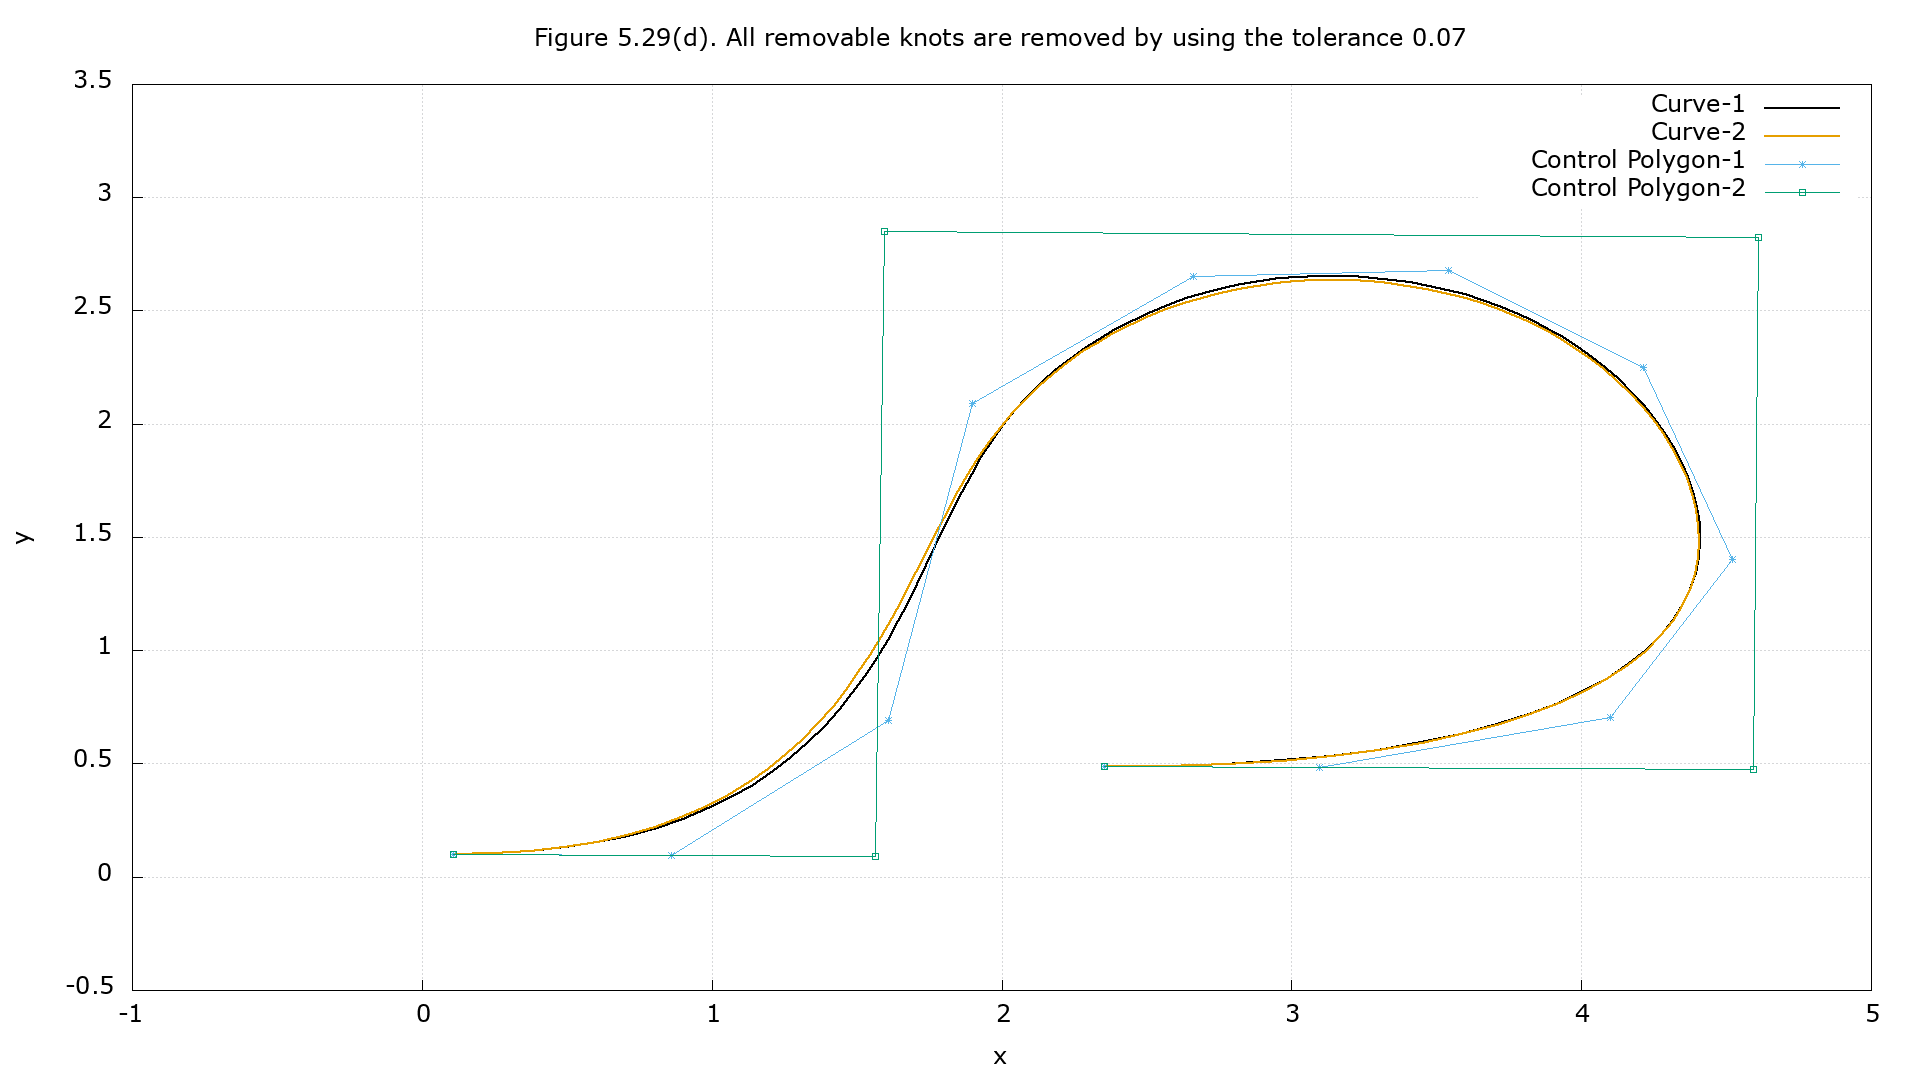 Figure 5.29(d). All removable knots are removed by using the tolerance 0.07
3.5
3
2.5
2
1.5
1
0.5
0
-0.5
Curve-1
Curve-2
Control Polygon-1
Control Polygon-2
y
-1 0 1 2 3 4 5
x